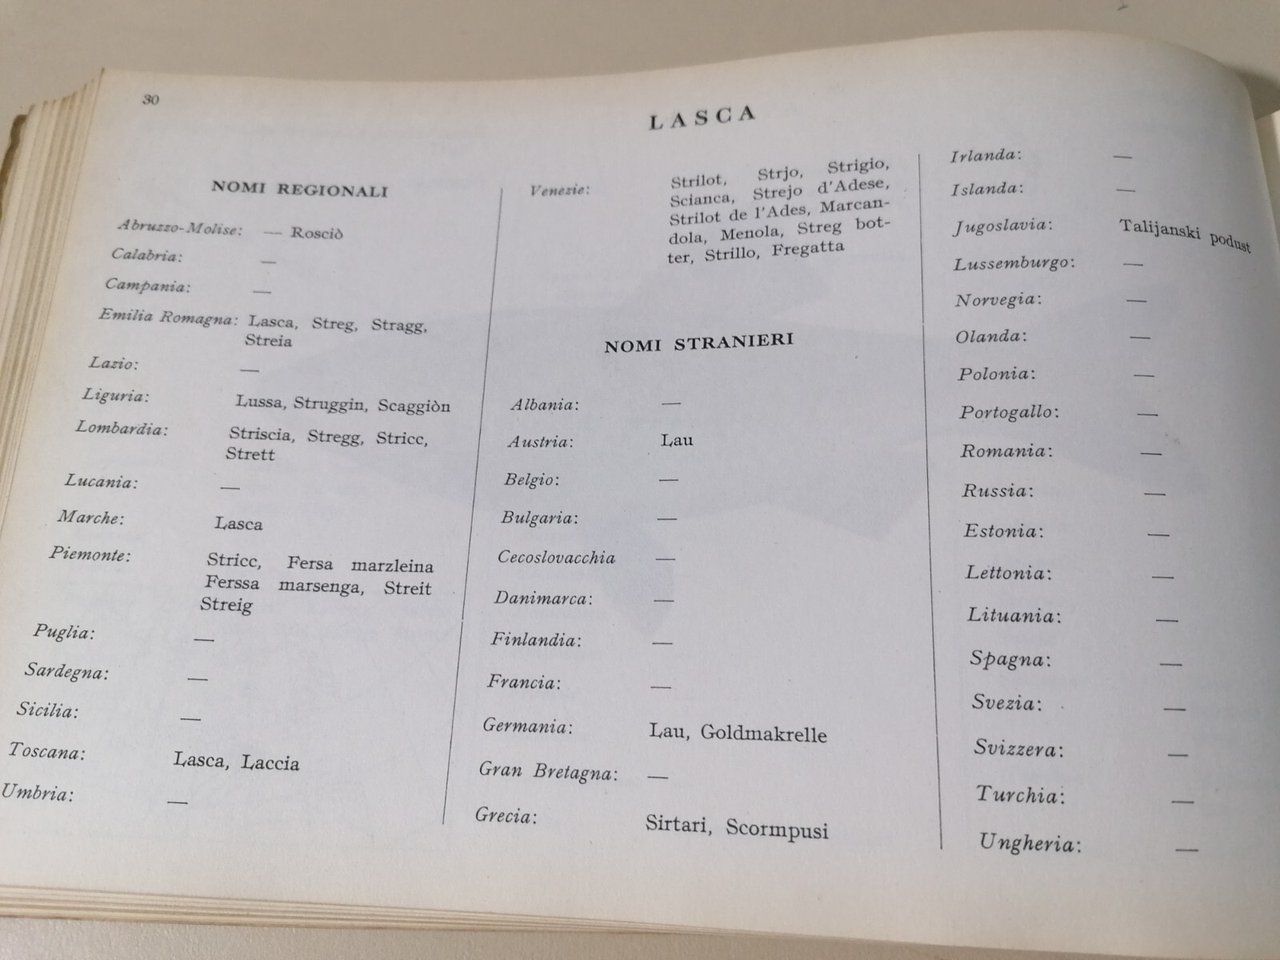 30
LASCA
NOMI REGIONALI
Abruzzo-Molise: — Rosciò
Calabria: —
Campania: —
Emilia Romagna: Lasca, Streg, Stragg,
Streia
Lazio: —
Liguria: Lussa, Struggin, Scaggiòn
Lombardia: Striscia, Stregg, Stricc,
Strett
Lucania: —
Marche: Lasca
Piemonte: Stricc, Fersa marzleina
Ferssa marsenga, Streit
Streig
Puglia: —
Sardegna: —
Sicilia: —
Toscana: Lasca, Laccia
Umbria: —
Venezie: Strilot, Strjo, Strigio,
Scianca, Strejo d'Adese,
Strilot de l'Ades, Marcan-
dola, Menola, Streg bot-
ter, Strillo, Fregatta
NOMI STRANIERI
Albania: —
Austria: Lau
Belgio: —
Bulgaria: —
Cecoslovacchia —
Danimarca: —
Finlandia: —
Francia: —
Germania: Lau, Goldmakrelle
Gran Bretagna: —
Grecia: Sirtari, Scormpusi
Irlanda: —
Islanda: —
Jugoslavia: Talijanski podust
Lussemburgo: —
Norvegia: —
Olanda: —
Polonia: —
Portogallo: —
Romania: —
Russia: —
Estonia: —
Lettonia: —
Lituania: —
Spagna: —
Svezia: —
Svizzera: —
Turchia: —
Ungheria: —